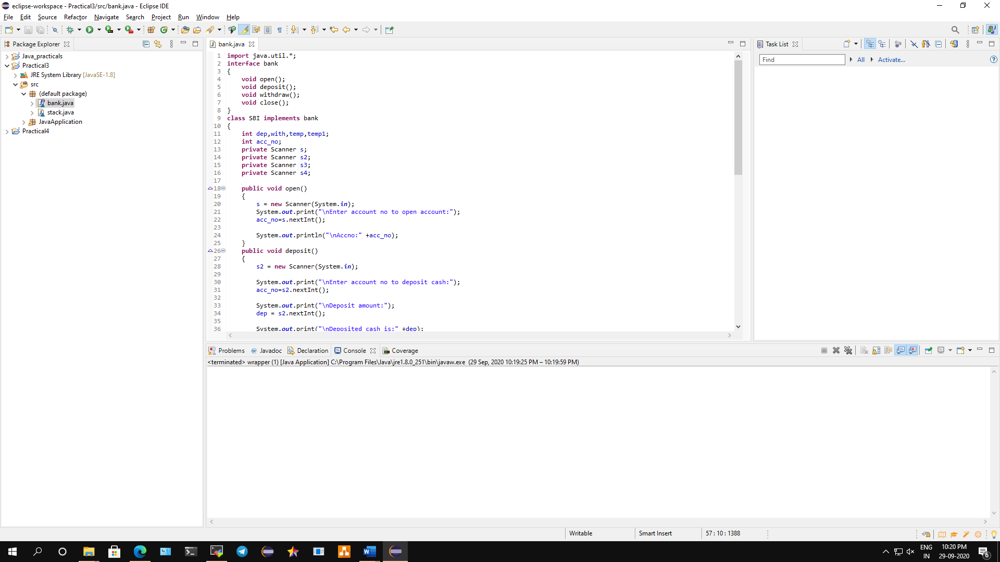 eclipse-workspace - Practical3/src/bank.java - Eclipse IDE
File Edit Source Refactor Navigate Search Project Run Window Help
Package Explorer
Java_practicals
Practical3
JRE System Library [JavaSE-1.8]
src
(default package)
bank.java
stack.java
JavaApplication
Practical4
bank.java
1 import java.util.*;
2 interface bank
3 {
4 void open();
5 void deposit();
6 void withdraw();
7 void close();
8 }
9 class SBI implements bank
10 {
11 int dep,with,temp,temp1;
12 int acc_no;
13 private Scanner s;
14 private Scanner s2;
15 private Scanner s3;
16 private Scanner s4;
17
18 public void open()
19 {
20 s = new Scanner(System.in);
21 System.out.print("\nEnter account no to open account:");
22 acc_no=s.nextInt();
23
24 System.out.println("\nAccno:" +acc_no);
25 }
26 public void deposit()
27 {
28 s2 = new Scanner(System.in);
29
30 System.out.print("\nEnter account no to deposit cash:");
31 acc_no=s2.nextInt();
32
33 System.out.print("\nDeposit amount:");
34 dep = s2.nextInt();
35
36 System.out.print("\nDeposited cash is:" +dep);
Task List
Find All Activate...
Problems Javadoc Declaration Console Coverage
<terminated> wrapper (1) [Java Application] C:\Program Files\Java\jre1.8.0_251\bin\javaw.exe (29 Sep, 2020 10:19:25 PM – 10:19:59 PM)
Writable Smart Insert 57 : 10 : 1388
ENG
IN
10:20 PM
29-09-2020
6